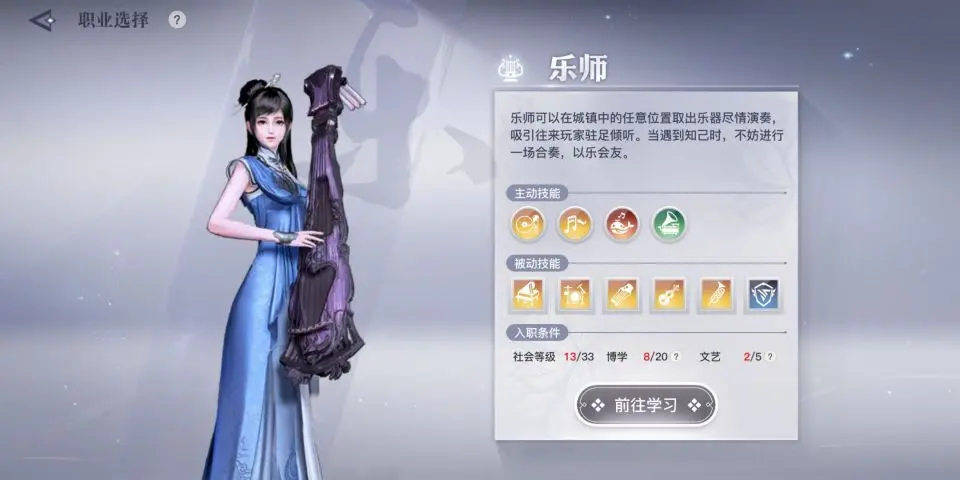 职业选择 ?
乐师
乐师可以在城镇中的任意位置取出乐器尽情演奏，
吸引往来玩家驻足倾听。当遇到知己时，不妨进行
一场合奏，以乐会友。
主动技能
被动技能
入职条件
社会等级 13/33 博学 8/20 ? 文艺 2/5 ?
前往学习